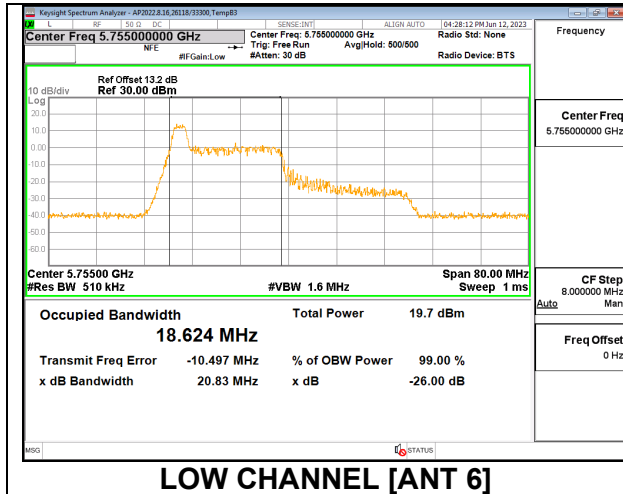 Keysight Spectrum Analyzer - AP2022.8.16,26118/33300,TempB3
L RF 50 Ω DC SENSE:INT ALIGN AUTO 04:28:12 PM Jun 12, 2023
Center Freq 5.755000000 GHz
NFE
#IFGain:Low
Center Freq: 5.755000000 GHz
Trig: Free Run Avg|Hold: 500/500
#Atten: 30 dB
Radio Std: None
Radio Device: BTS
Frequency
Ref Offset 13.2 dB
10 dB/div Ref 30.00 dBm
Log
20.0
10.0
0.00
-10.0
-20.0
-30.0
-40.0
-50.0
-60.0
Center Freq
5.755000000 GHz
Center 5.75500 GHz Span 80.00 MHz
#Res BW 510 kHz #VBW 1.6 MHz Sweep 1 ms
CF Step
8.000000 MHz
Auto Man
Freq Offset
0 Hz
Occupied Bandwidth Total Power 19.7 dBm
18.624 MHz
Transmit Freq Error -10.497 MHz % of OBW Power 99.00 %
x dB Bandwidth 20.83 MHz x dB -26.00 dB
MSG STATUS
LOW CHANNEL [ANT 6]